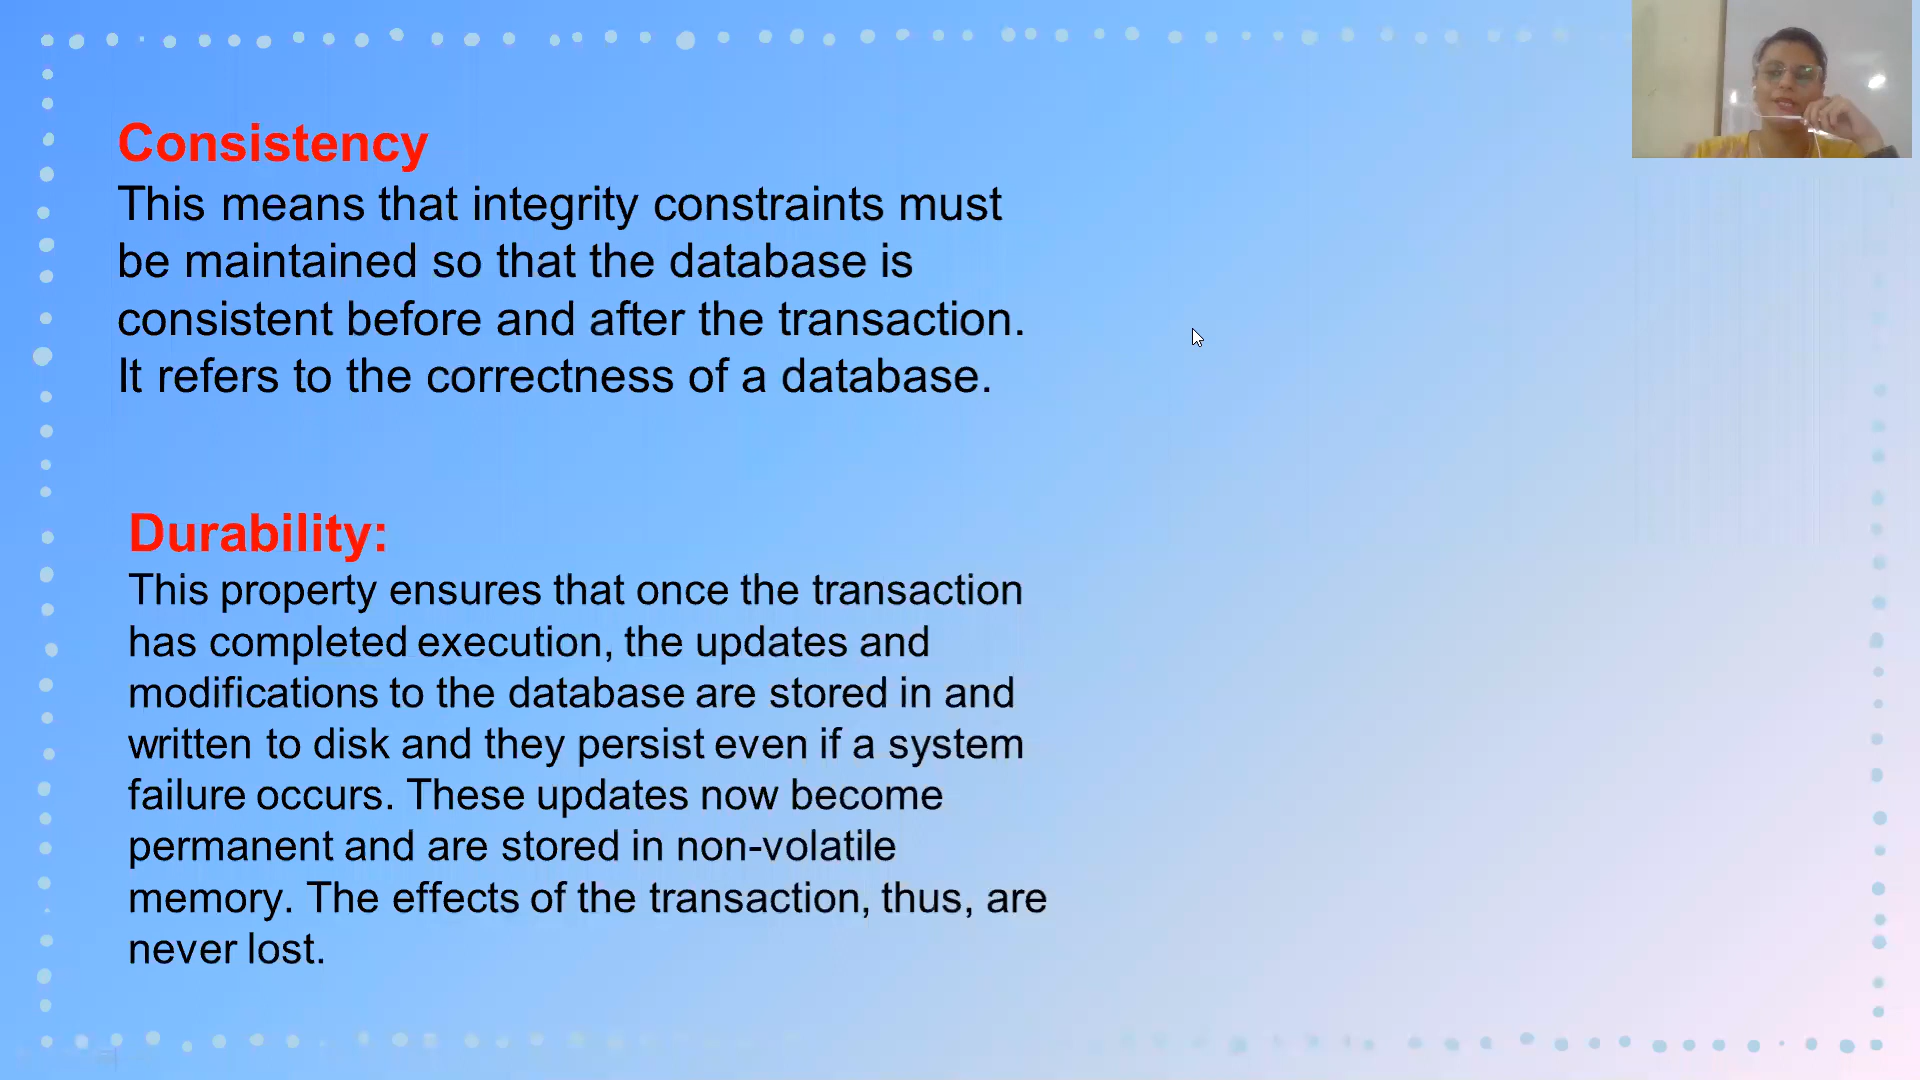 Consistency
This means that integrity constraints must
be maintained so that the database is
consistent before and after the transaction.
It refers to the correctness of a database.
Durability:
This property ensures that once the transaction
has completed execution, the updates and
modifications to the database are stored in and
written to disk and they persist even if a system
failure occurs. These updates now become
permanent and are stored in non-volatile
memory. The effects of the transaction, thus, are
never lost.